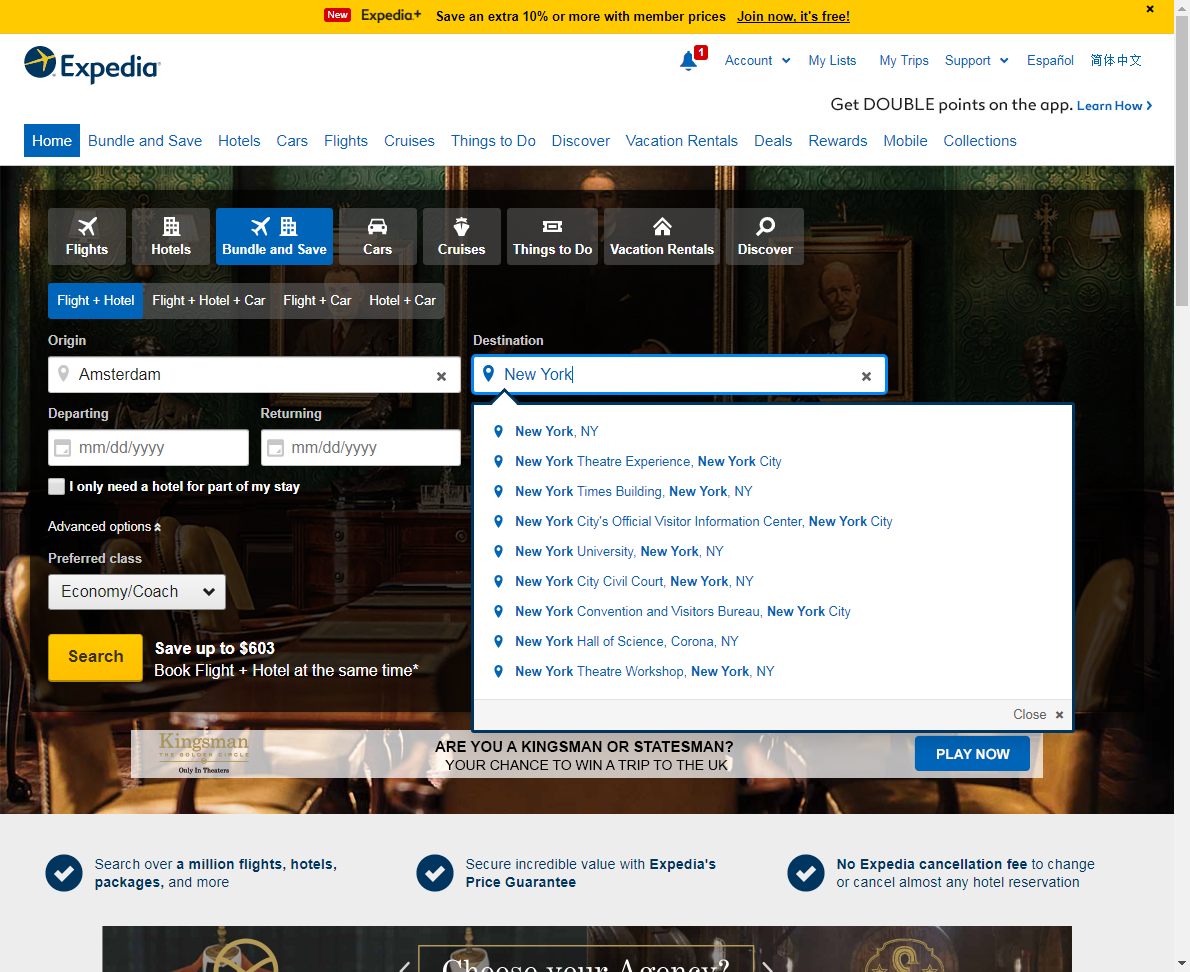 New Expedia+ Save an extra 10% or more with member prices Join now, it's free!
Expedia
1 Account My Lists My Trips Support Español 简体中文
Get DOUBLE points on the app. Learn How
Home Bundle and Save Hotels Cars Flights Cruises Things to Do Discover Vacation Rentals Deals Rewards Mobile Collections
Flights Hotels Bundle and Save Cars Cruises Things to Do Vacation Rentals Discover
Flight + Hotel Flight + Hotel + Car Flight + Car Hotel + Car
Origin Destination
Amsterdam New York
Departing Returning
mm/dd/yyyy mm/dd/yyyy
I only need a hotel for part of my stay
Advanced options
Preferred class
Economy/Coach
Search Save up to $603
Book Flight + Hotel at the same time*
New York, NY
New York Theatre Experience, New York City
New York Times Building, New York, NY
New York City's Official Visitor Information Center, New York City
New York University, New York, NY
New York City Civil Court, New York, NY
New York Convention and Visitors Bureau, New York City
New York Hall of Science, Corona, NY
New York Theatre Workshop, New York, NY
Close
Kingsman
THE GOLDEN CIRCLE
Only In Theaters
ARE YOU A KINGSMAN OR STATESMAN?
YOUR CHANCE TO WIN A TRIP TO THE UK
PLAY NOW
Search over a million flights, hotels,
packages, and more
Secure incredible value with Expedia's
Price Guarantee
No Expedia cancellation fee to change
or cancel almost any hotel reservation
Choose your Agency?